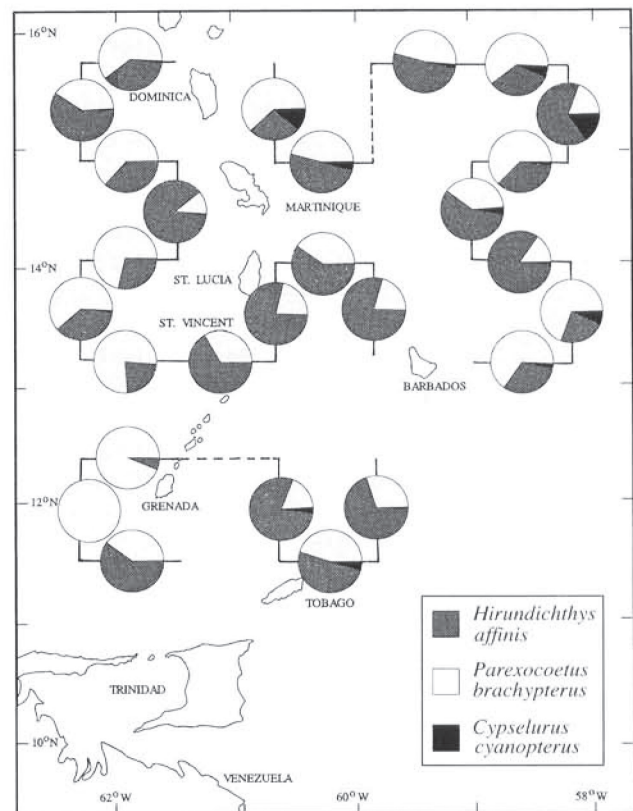 16°N
DOMINICA
MARTINIQUE
14°N
ST. LUCIA
ST. VINCENT
BARBADOS
12°N
GRENADA
TOBAGO
Hirundichthys
affinis
Parexocoetus
brachypterus
Cypselurus
cyanopterus
TRINIDAD
10°N
VENEZUELA
62°W
60°W
58°W